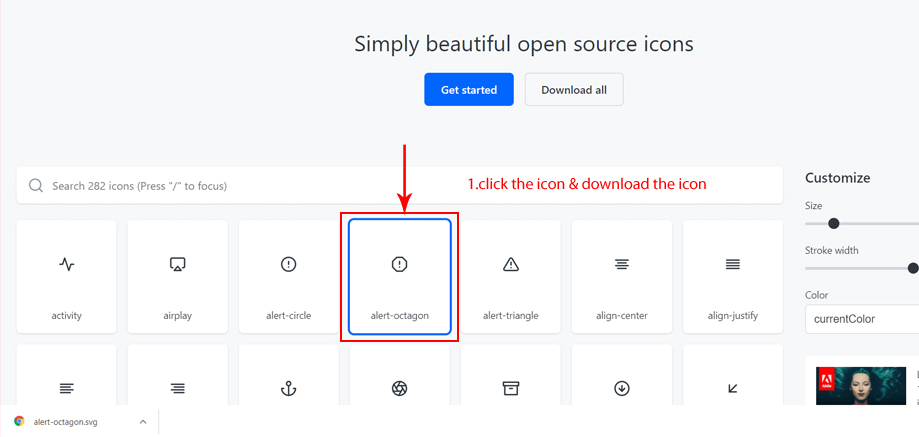 Simply beautiful open source icons
Get started
Download all
Search 282 icons (Press "/" to focus)
1.click the icon & download the icon
Customize
Size
Stroke width
Color
currentColor
activity
airplay
alert-circle
alert-octagon
alert-triangle
align-center
align-justify
Adobe
alert-octagon.svg